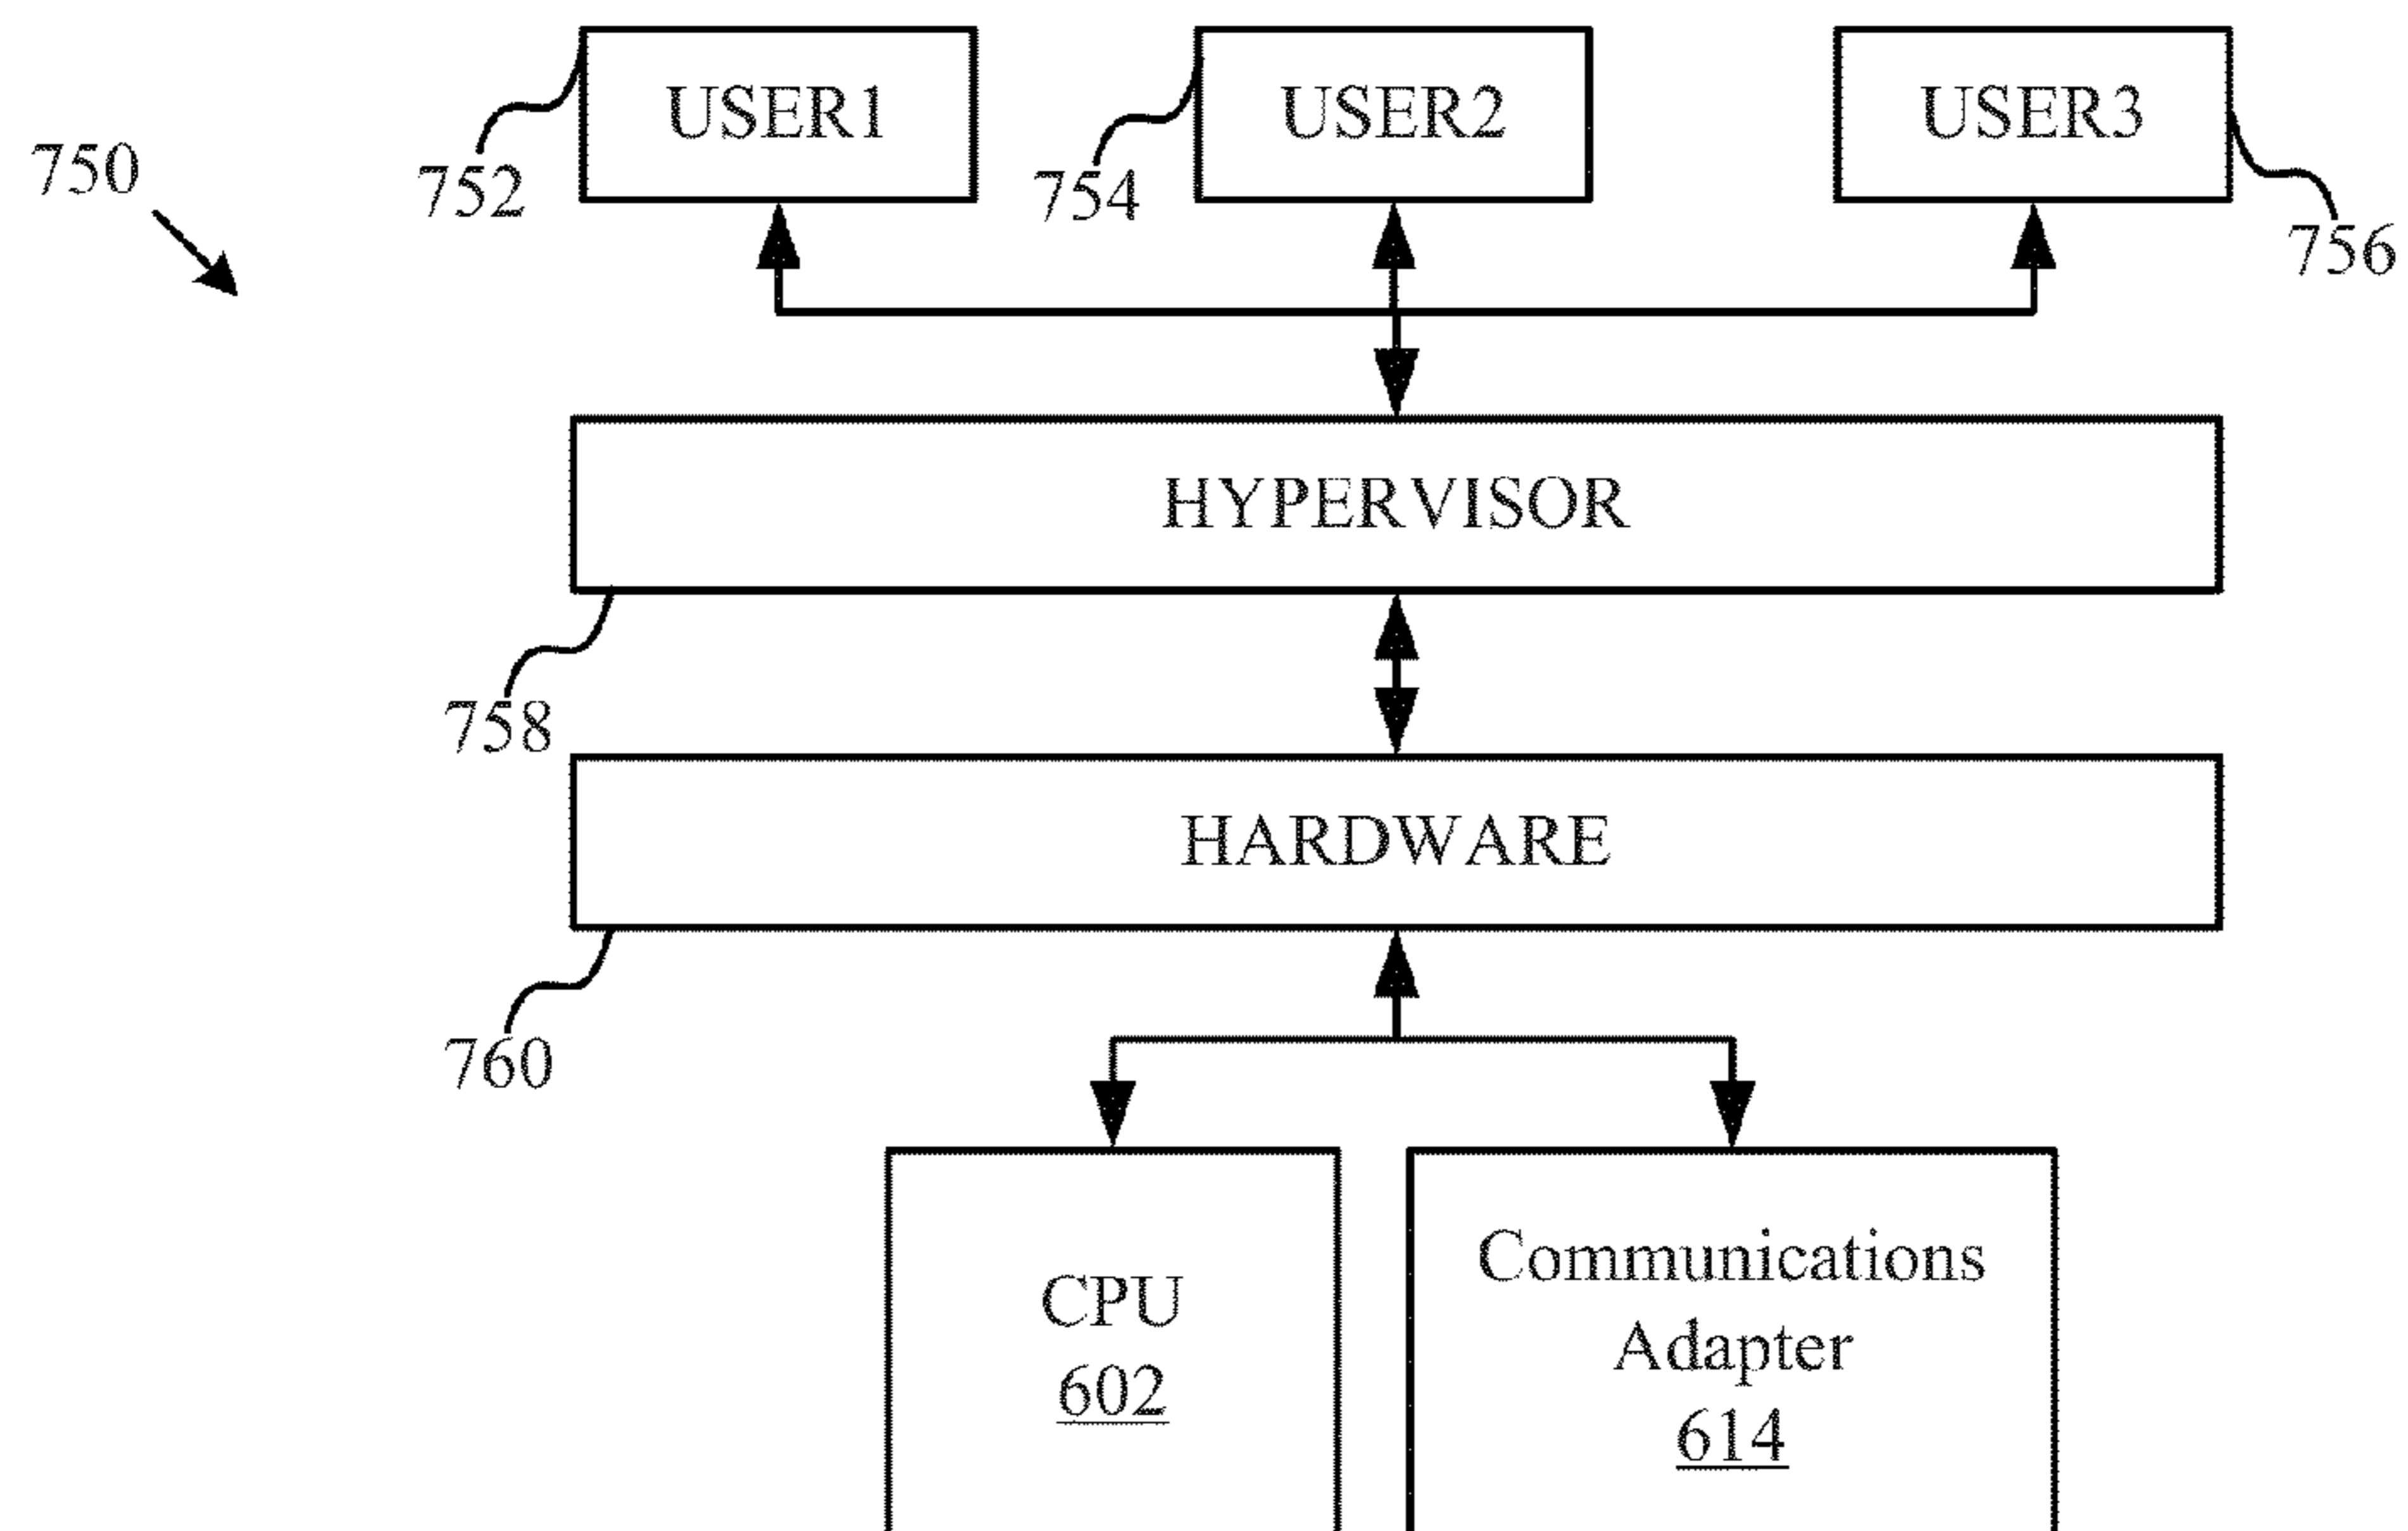 USER1
USER2
USER3
750
752
754
756
HYPERVISOR
758
HARDWARE
760
CPU
602
Communications
Adapter
614